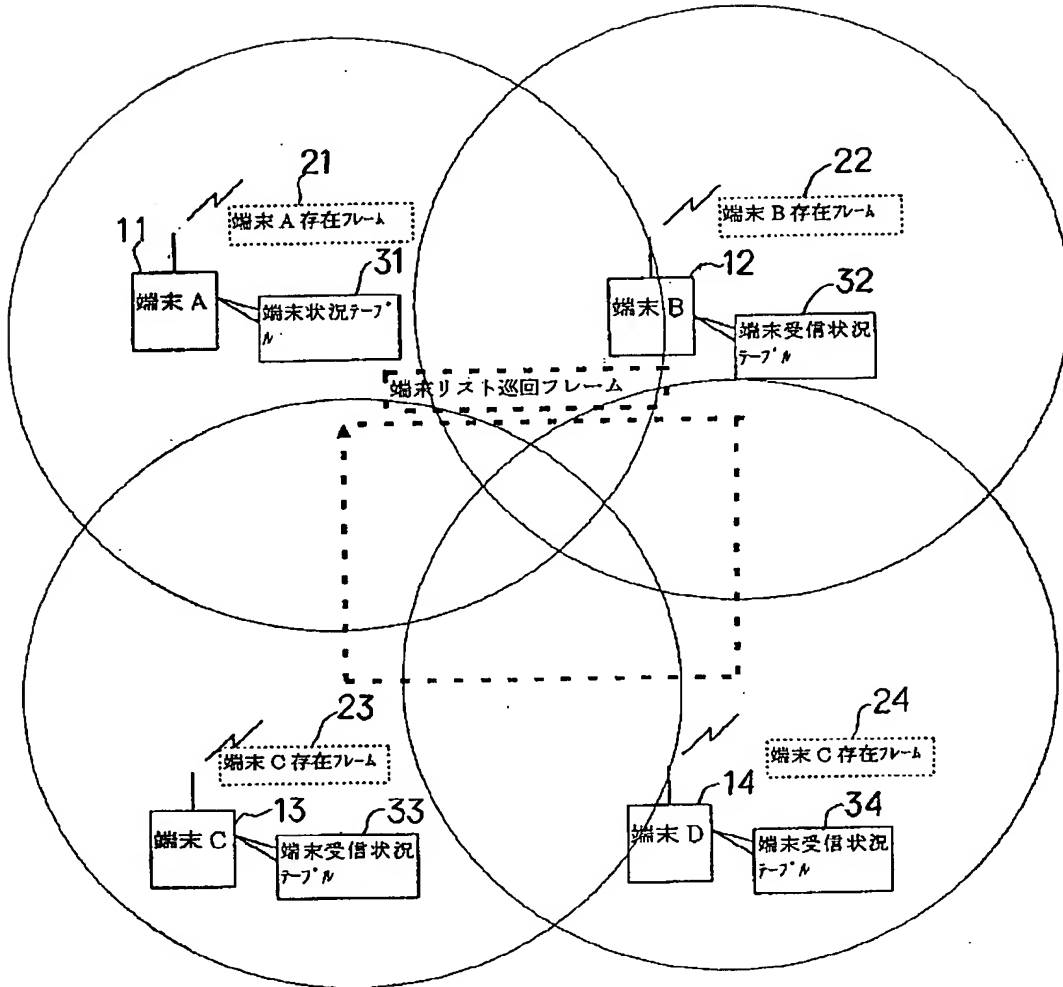 21
端末A存在フレーム
11
端末A
31
端末状況テーブ
ル
22
端末B存在フレーム
12
端末B
32
端末受信状況
テーブル
端末リスト巡回フレーム
23
端末C存在フレーム
13
端末C
33
端末受信状況
テーブル
24
端末C存在フレーム
14
端末D
34
端末受信状況
テーブル